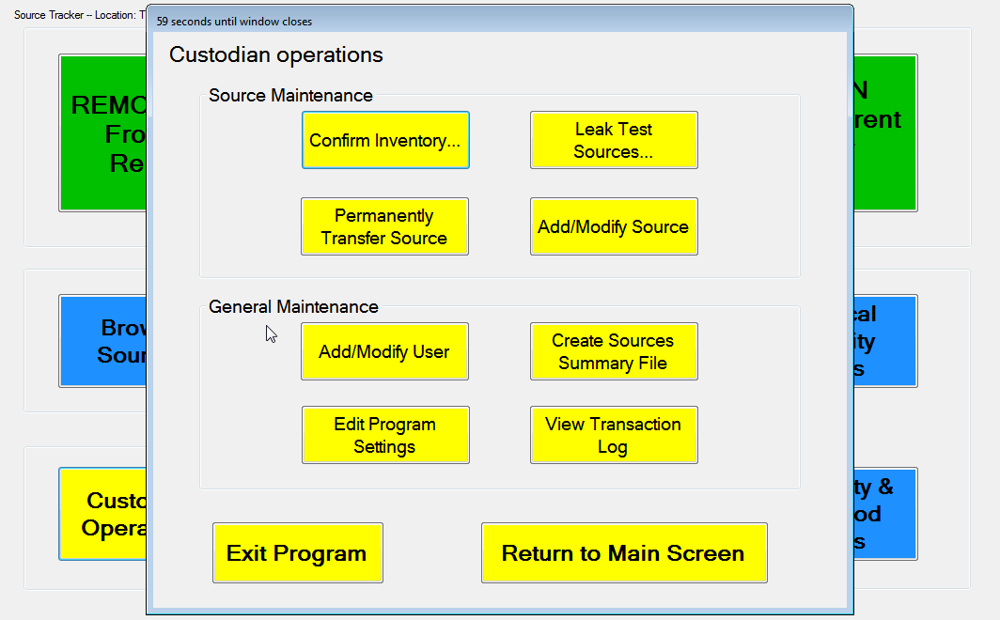 Source Tracker -- Location: T
59 seconds until window closes
Custodian operations
Source Maintenance
Confirm Inventory...
Leak Test
Sources...
Permanently
Transfer Source
Add/Modify Source
General Maintenance
Add/Modify User
Create Sources
Summary File
Edit Program
Settings
View Transaction
Log
Exit Program
Return to Main Screen
REMO
Fro
Re
N
rent
Brow
Sour
cal
ity
s
Custo
Opera
ty &
od
s